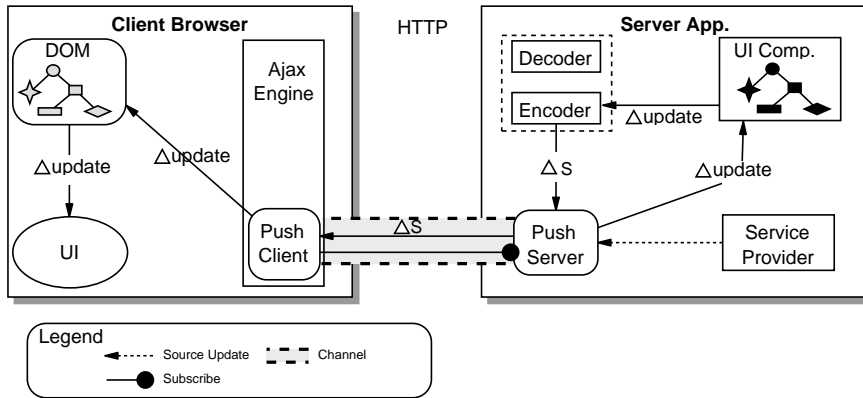 Client Browser
HTTP
Server App.
DOM
Ajax
Engine
Decoder
Encoder
UI Comp.
△update
△update
△update
△S
△update
UI
Push
Client
△S
Push
Server
Service
Provider
Legend
Source Update
Channel
Subscribe